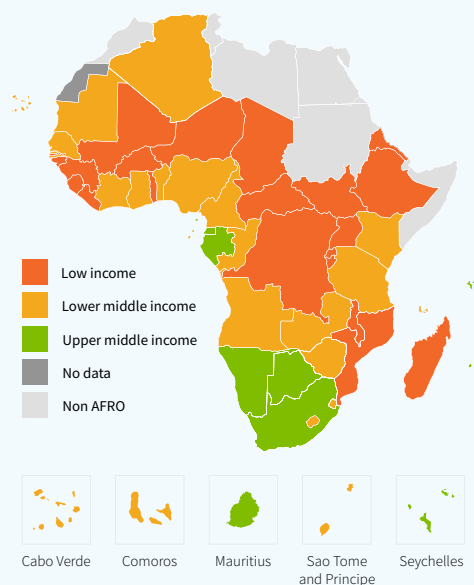 Low income
Lower middle income
Upper middle income
No data
Non AFRO
Cabo Verde
Comoros
Mauritius
Sao Tome
and Principe
Seychelles